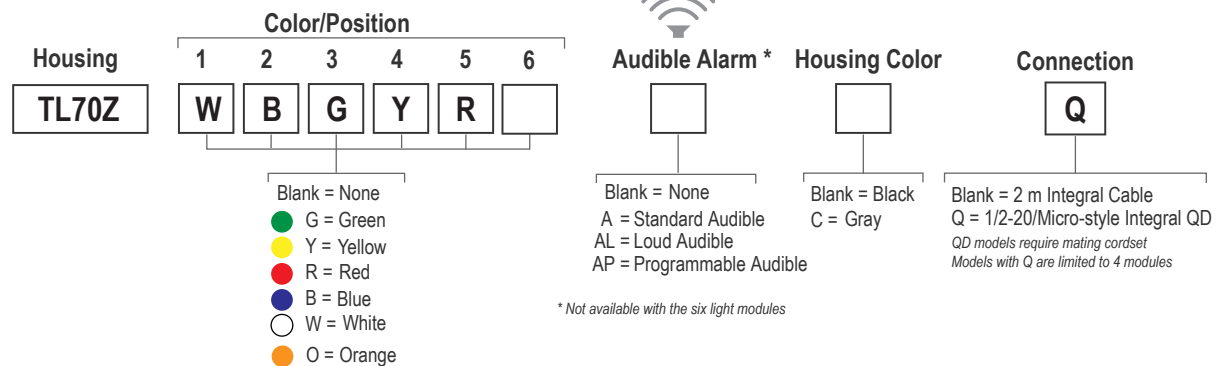 Color/Position
Housing 1 2 3 4 5 6 Audible Alarm * Housing Color Connection
TL70Z W B G Y R Q
Blank = None
G = Green
Y = Yellow
R = Red
B = Blue
W = White
O = Orange
Blank = None
A = Standard Audible
AL = Loud Audible
AP = Programmable Audible
* Not available with the six light modules
Blank = Black
C = Gray
Blank = 2 m Integral Cable
Q = 1/2-20/Micro-style Integral QD
QD models require mating cordset
Models with Q are limited to 4 modules